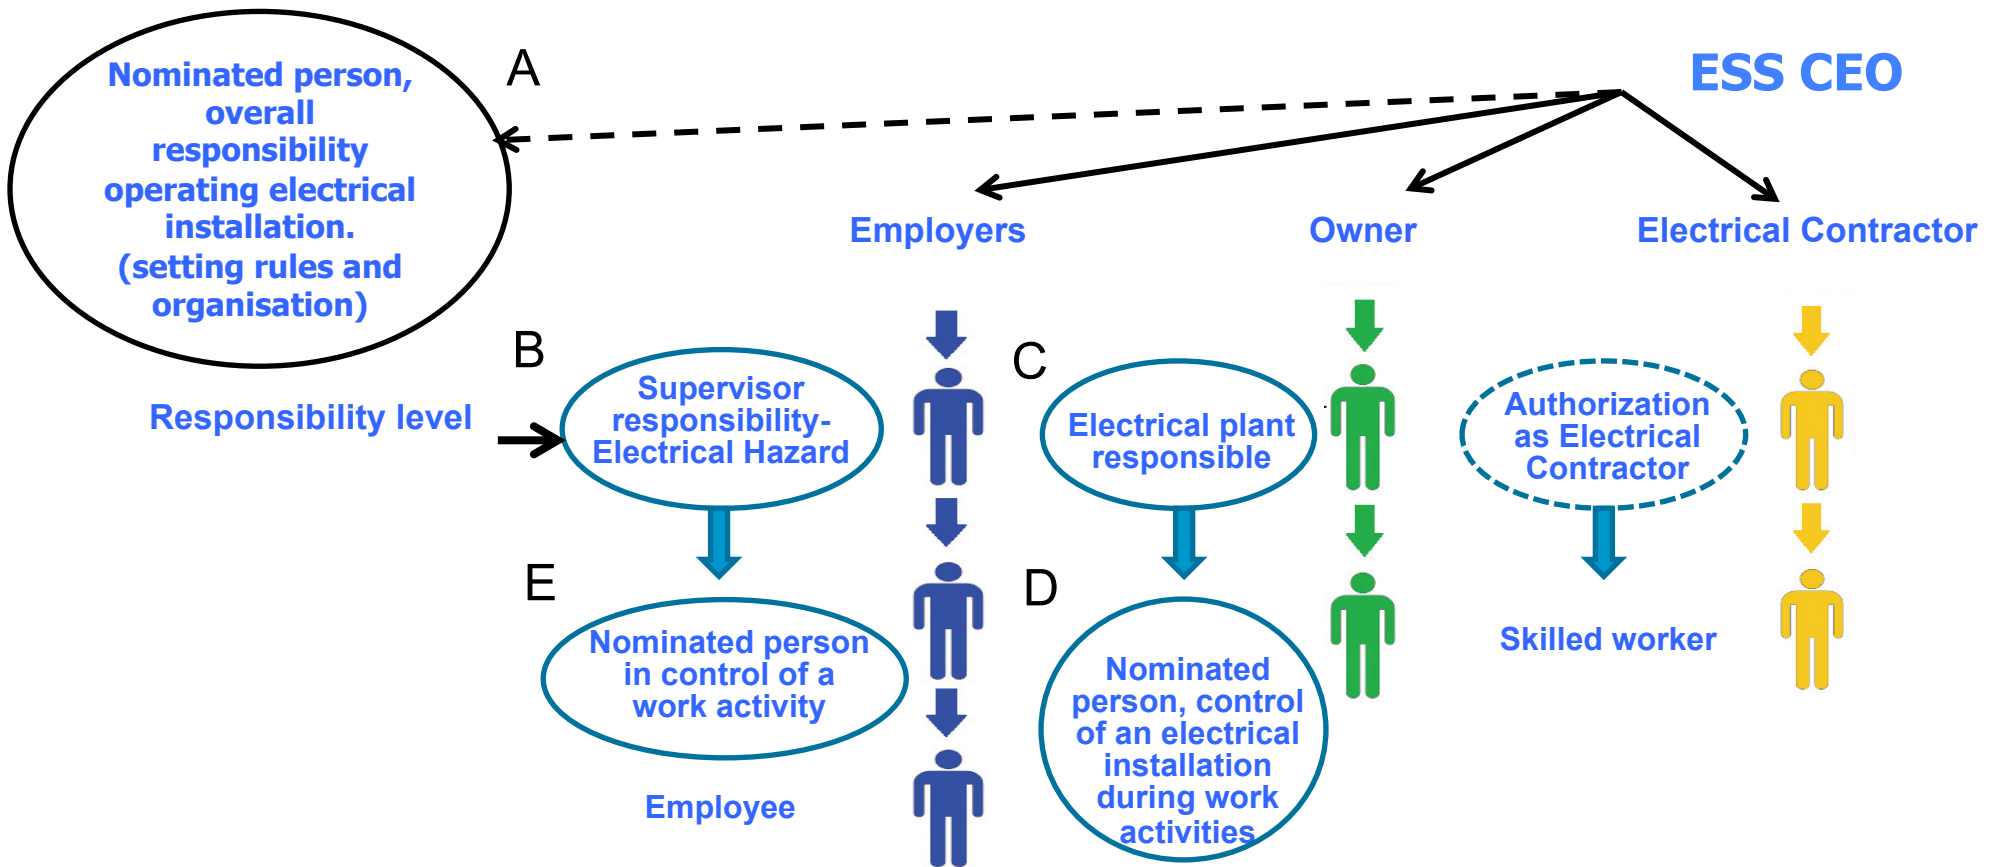 Nominated person,
overall
responsibility
operating electrical
installation.
(setting rules and
organisation)
A
ESS CEO
Employers
Owner
Electrical Contractor
Responsibility level
B
Supervisor
responsibility-
Electrical Hazard
C
Electrical plant
responsible
Authorization
as Electrical
Contractor
E
Nominated person
in control of a
work activity
D
Nominated
person, control
of an electrical
installation
during work
activities
Skilled worker
Employee